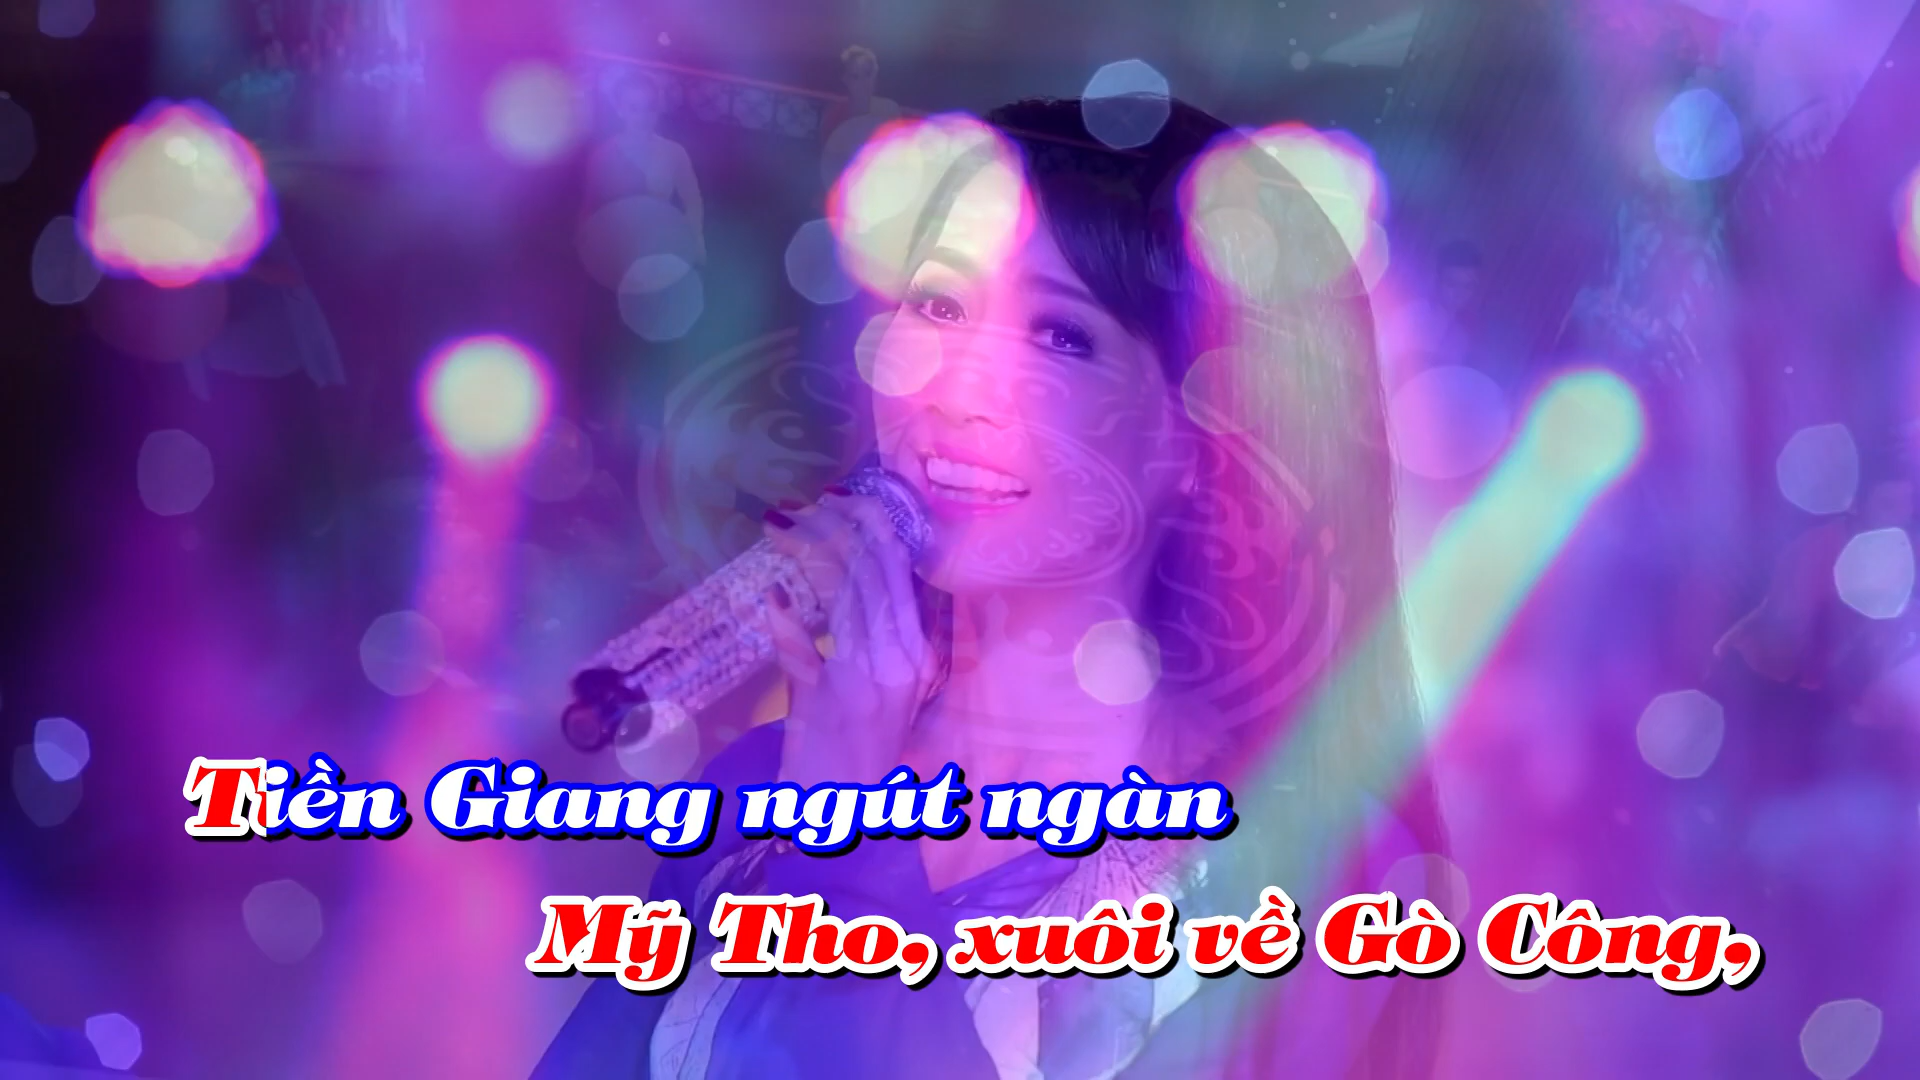 Tiền Giang ngút ngàn
Mỹ Tho, xuôi về Gò Công,